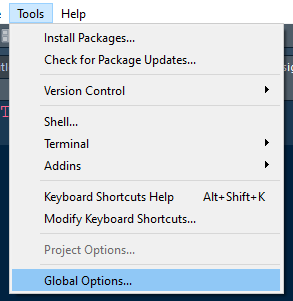 Tools Help
Install Packages...
Check for Package Updates...
Version Control
Shell...
Terminal
Addins
Keyboard Shortcuts Help Alt+Shift+K
Modify Keyboard Shortcuts...
Project Options...
Global Options...